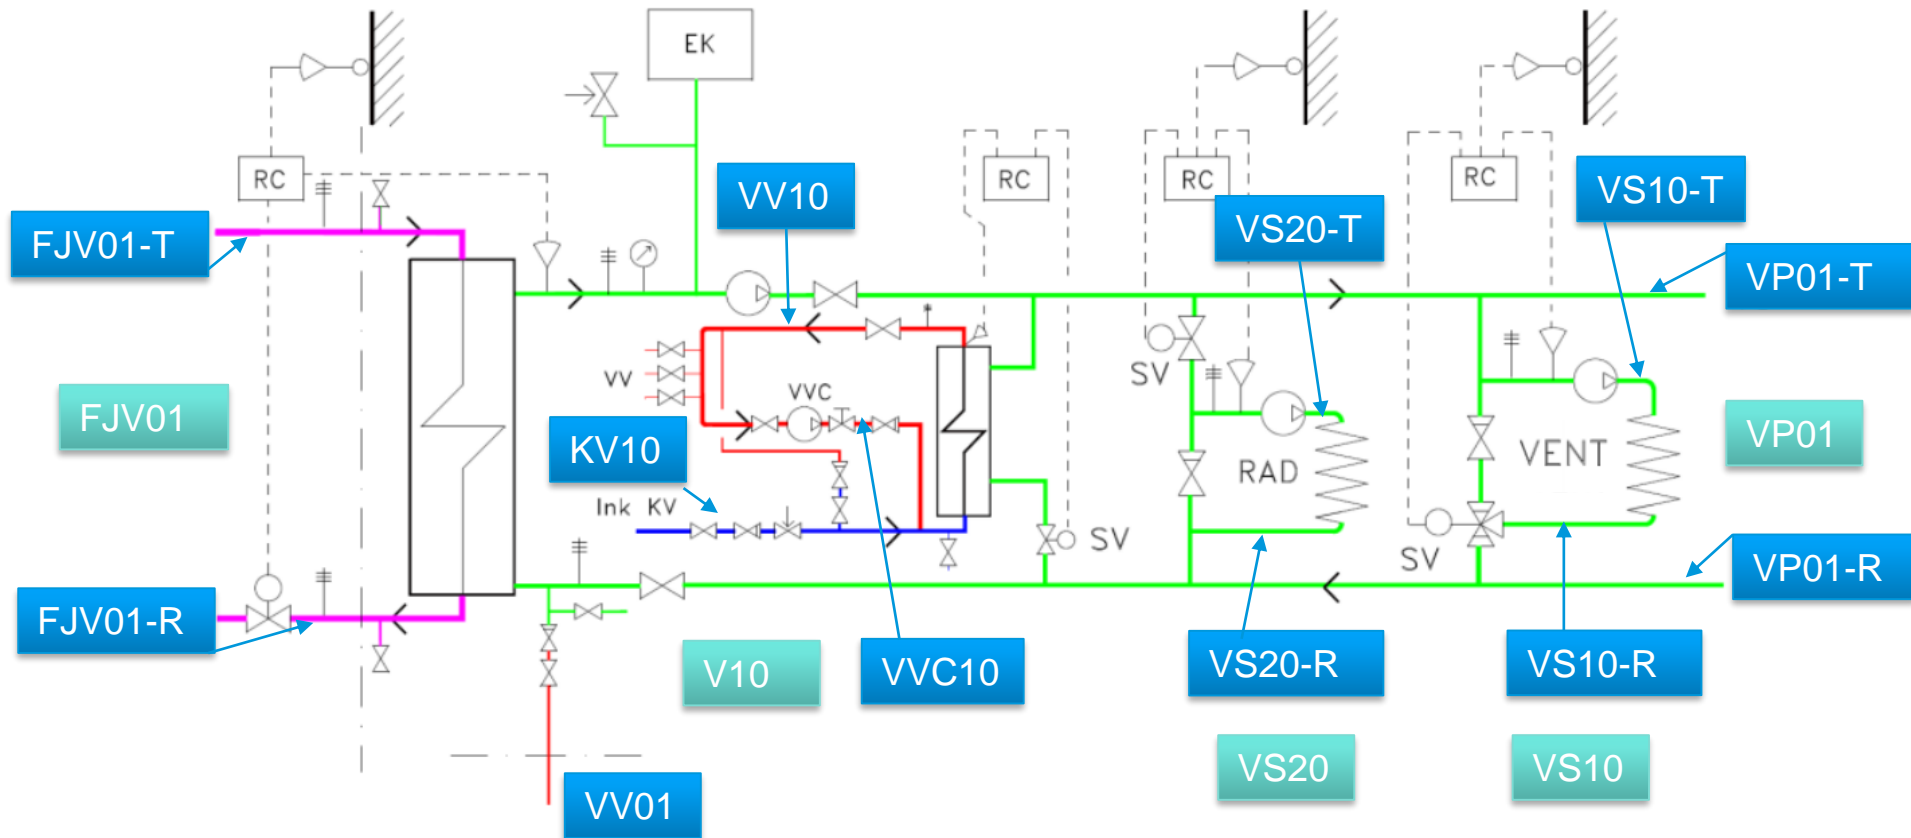 EK
RC
RC
RC
RC
VV10
VS20-T
VS10-T
FJV01-T
VP01-T
SV
VV
VVC
FJV01
KV10
RAD
VENT
VP01
Ink KV
SV
SV
VP01-R
FJV01-R
V10
VVC10
VS20-R
VS10-R
VS20
VS10
VV01